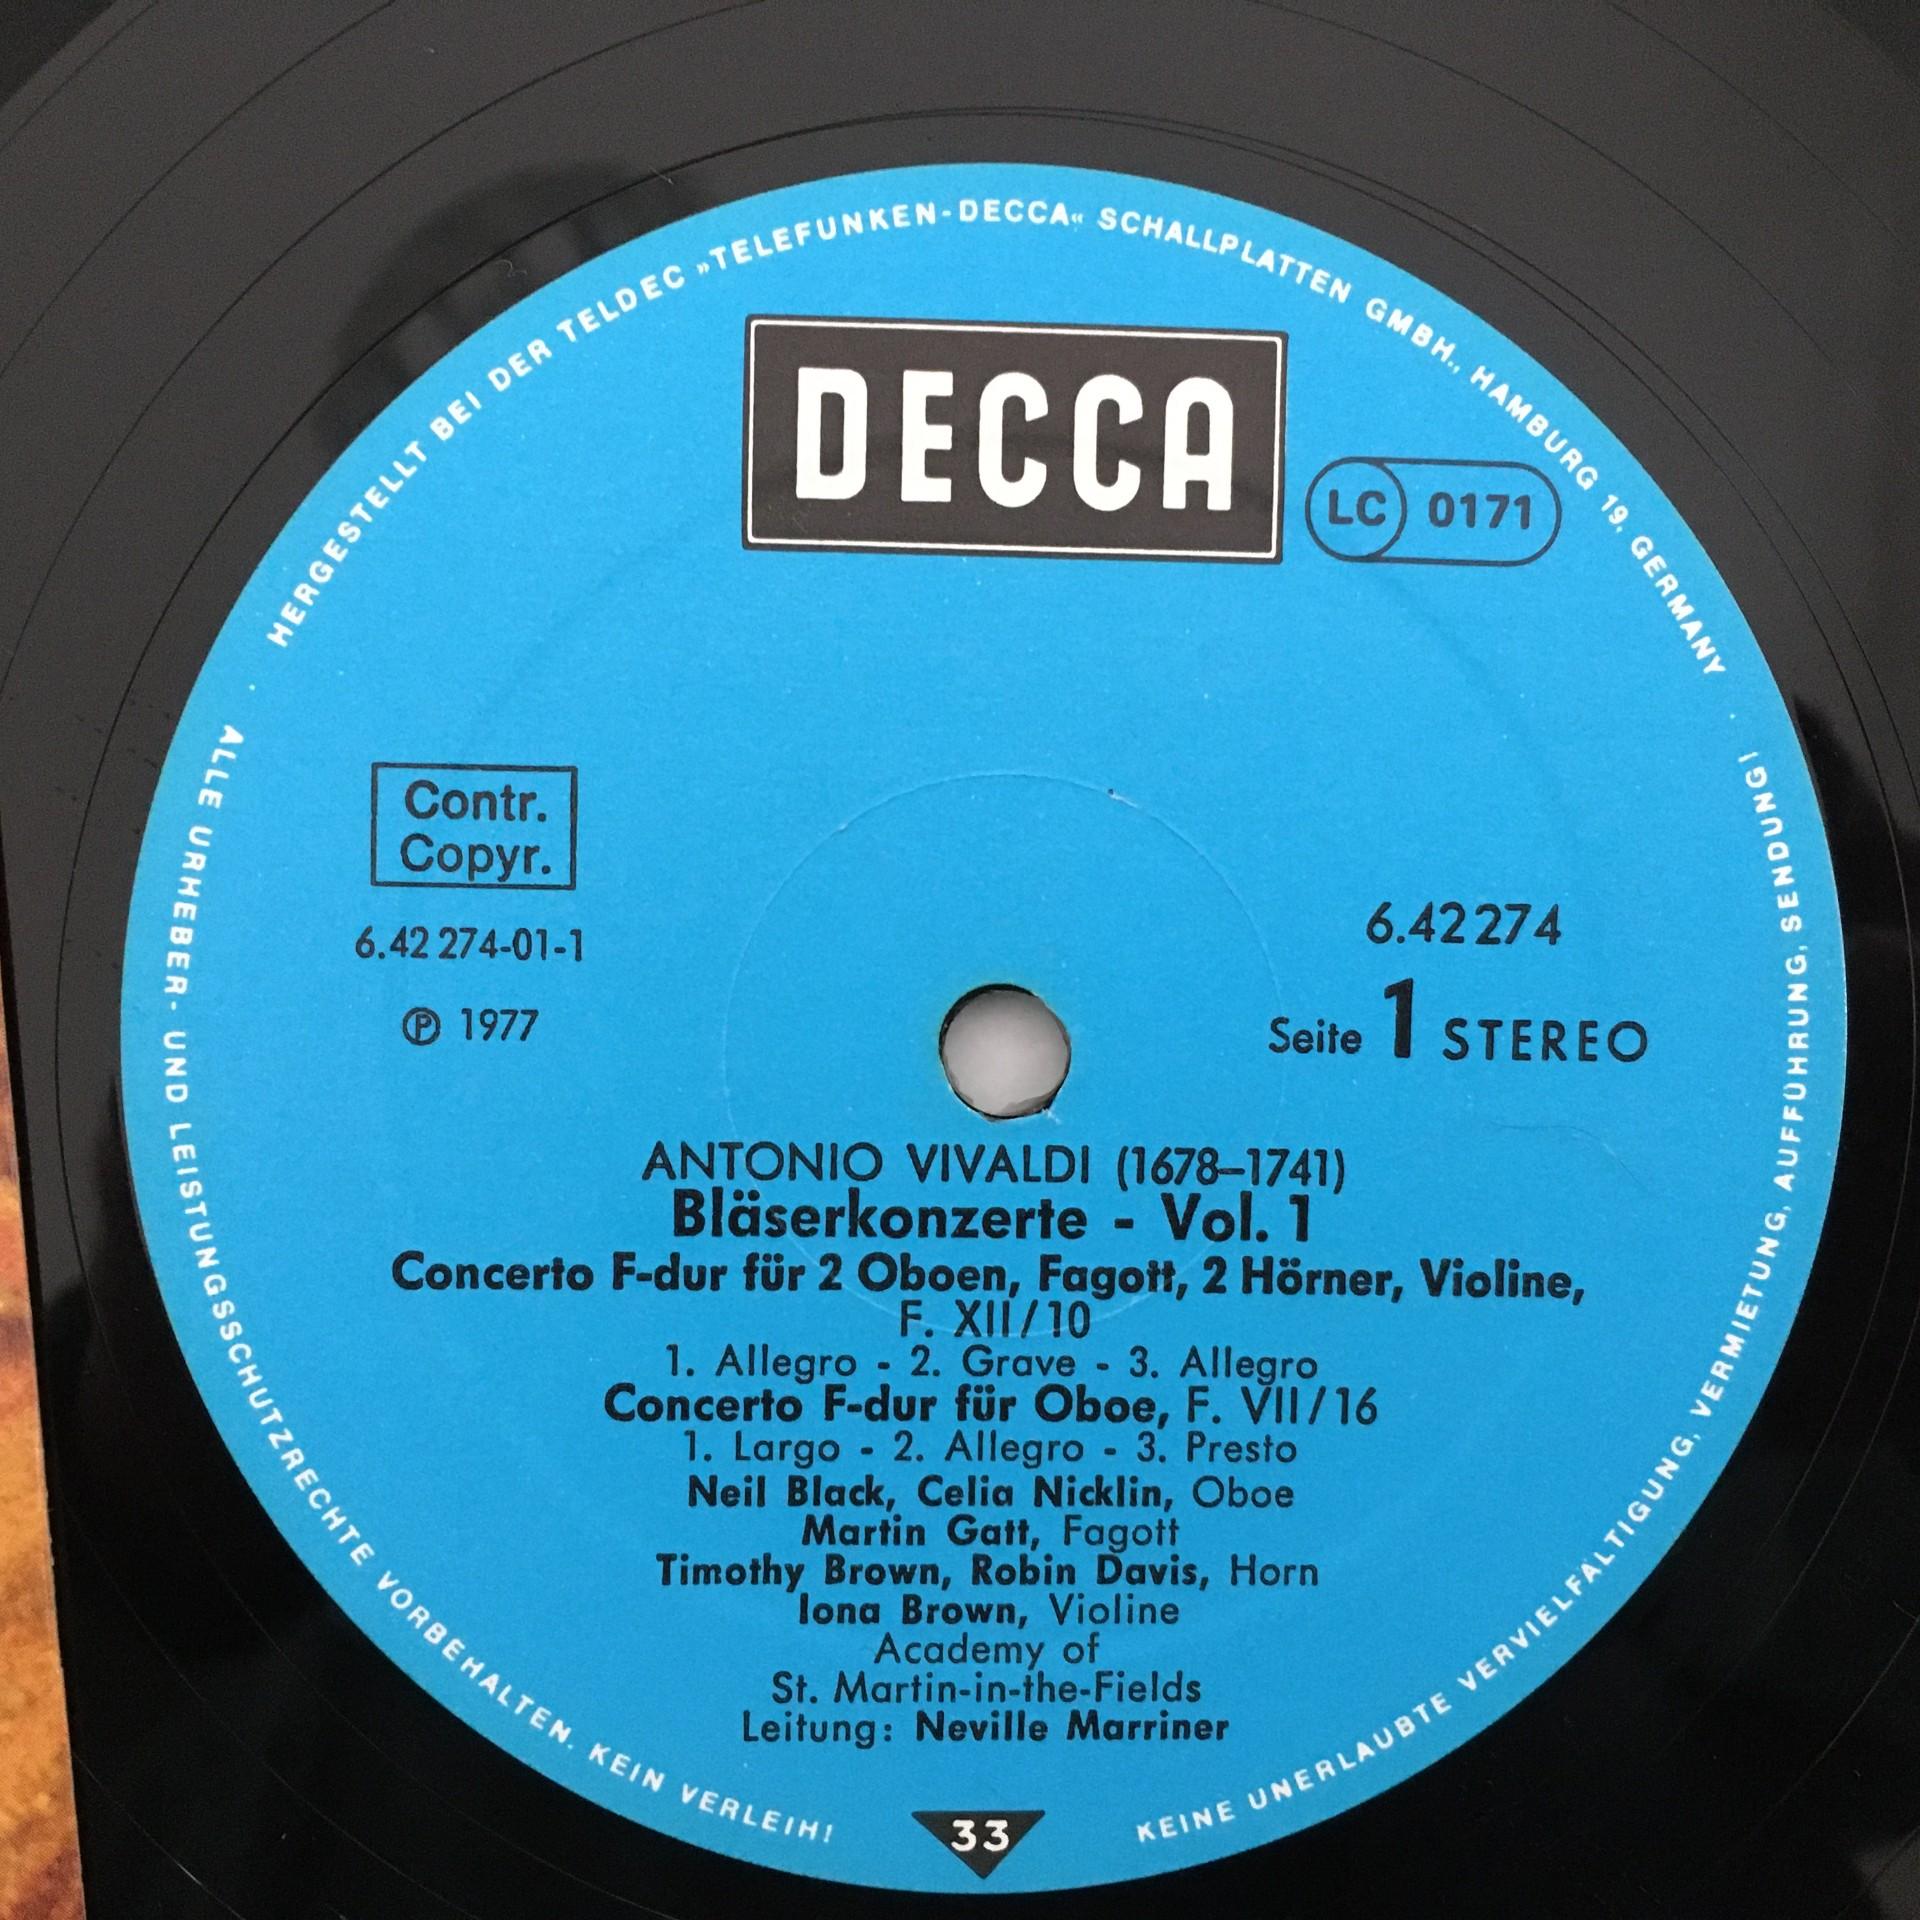 HERGESTELLT BEI DER TELDEC »TELEFUNKEN-DECCA« SCHALLPLATTEN GMBH., HAMBURG 19, GERMANY
DECCA
LC 0171
Contr.
Copyr.
6.42 274-01-1
℗ 1977
6.42 274
Seite 1 STEREO
ANTONIO VIVALDI (1678–1741)
Bläserkonzerte - Vol. 1
Concerto F-dur für 2 Oboen, Fagott, 2 Hörner, Violine,
F. XII/10
1. Allegro - 2. Grave - 3. Allegro
Concerto F-dur für Oboe, F. VII/16
1. Largo - 2. Allegro - 3. Presto
Neil Black, Celia Nicklin, Oboe
Martin Gatt, Fagott
Timothy Brown, Robin Davis, Horn
Iona Brown, Violine
Academy of
St. Martin-in-the-Fields
Leitung: Neville Marriner
33
ALLE URHEBER- UND LEISTUNGSSCHUTZRECHTE VORBEHALTEN. KEIN VERLEIH!
KEINE UNERLAUBTE VERVIELFÄLTIGUNG, VERMIETUNG, AUFFÜHRUNG, SENDUNG!